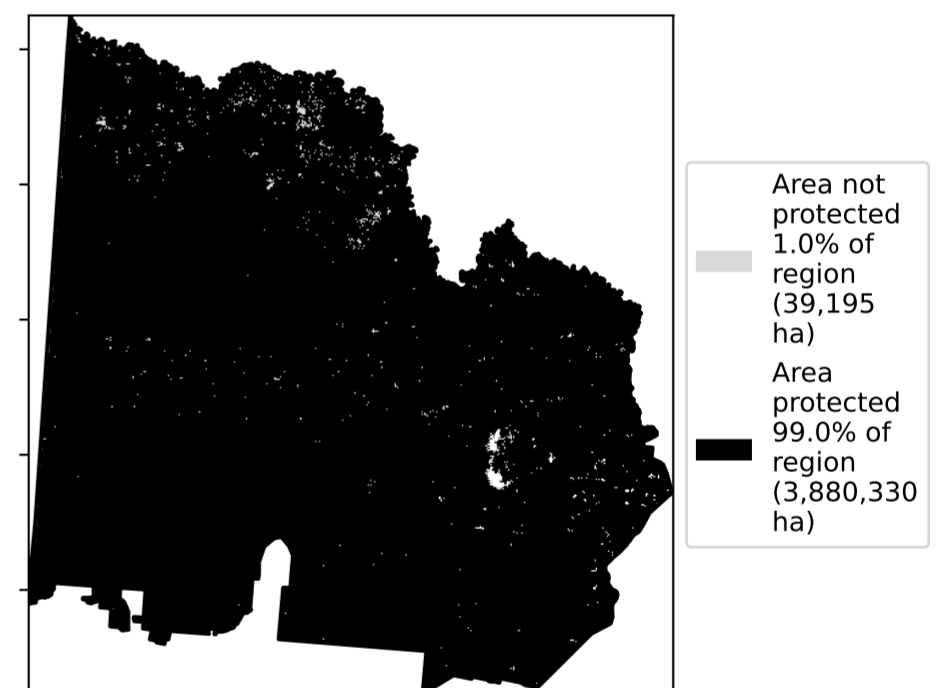 Area not
protected
1.0% of
region
(39,195
ha)
Area
protected
99.0% of
region
(3,880,330
ha)